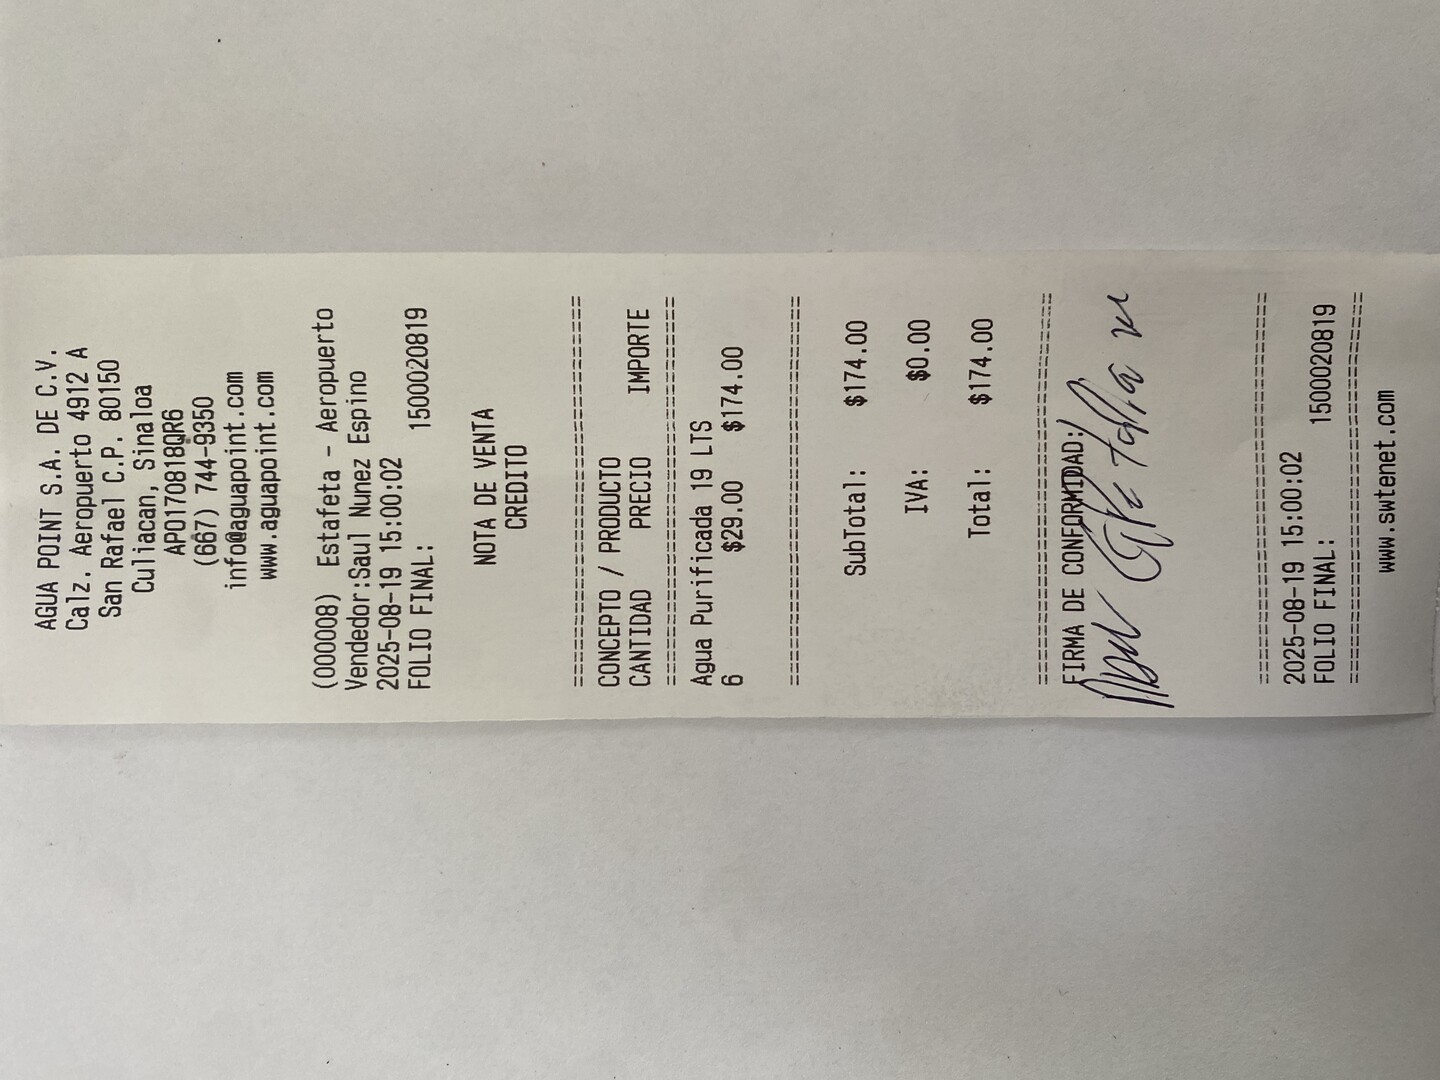 AGUA POINT S.A. DE C.V.
Calz. Aeropuerto 4912 A
San Rafael C.P. 80150
Culiacan, Sinaloa
APO170818QR6
(667) 744-9350
info@aguapoint.com
www.aguapoint.com
(000008) Estafeta - Aeropuerto
Vendedor:Saul Nunez Espino
2025-08-19 15:00:02
FOLIO FINAL: 1500020819
NOTA DE VENTA
CREDITO
==============================
CONCEPTO / PRODUCTO
CANTIDAD PRECIO IMPORTE
==============================
Agua Purificada 19 LTS
6 $29.00 $174.00
==============================
SubTotal: $174.00
IVA: $0.00
Total: $174.00
==============================
FIRMA DE CONFORMIDAD:
==============================
2025-08-19 15:00:02
FOLIO FINAL: 1500020819
==============================
www.swtenet.com